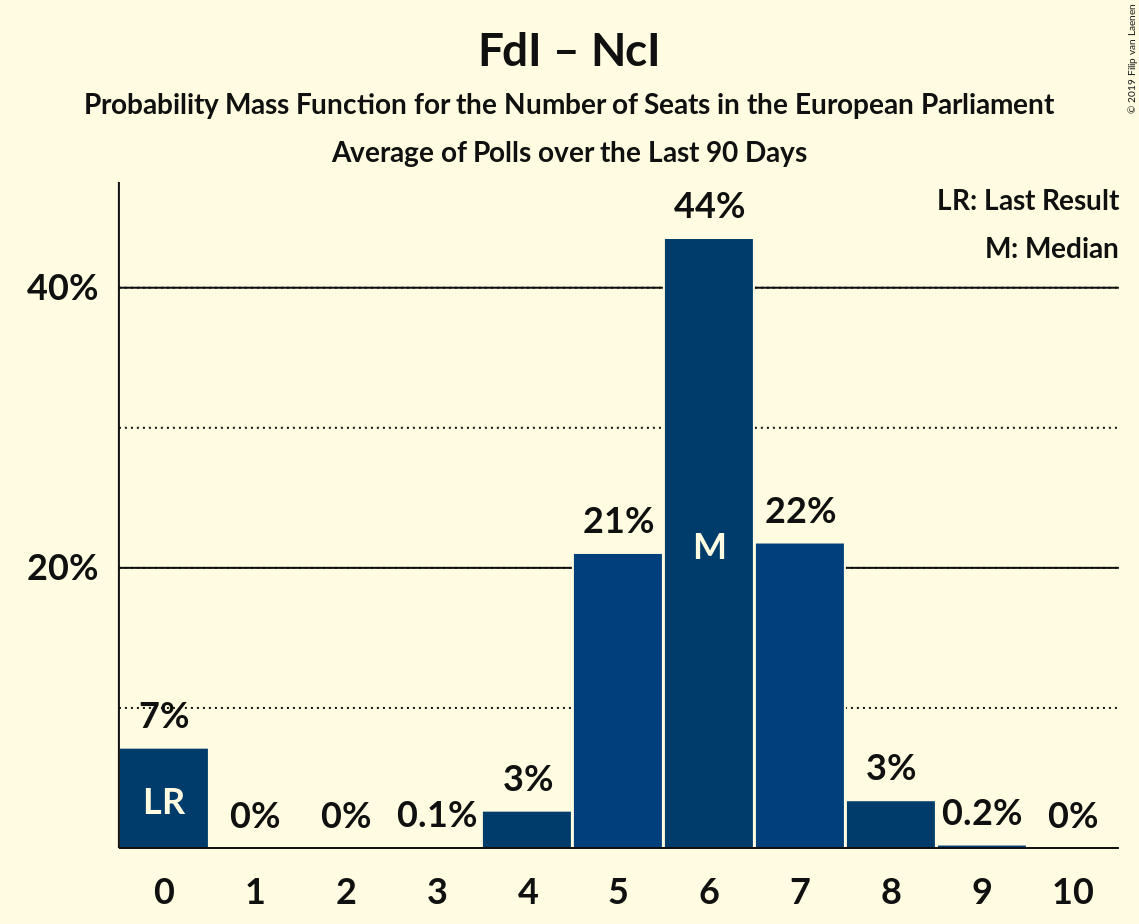 FdI – NcI
Probability Mass Function for the Number of Seats in the European Parliament
Average of Polls over the Last 90 Days
© 2019 Filip van Laenen
LR: Last Result
M: Median
44%
40%
21%
22%
M
20%
7%
LR
0%
0%
0.1%
3%
3%
0.2%
0%
0 1 2 3 4 5 6 7 8 9 10